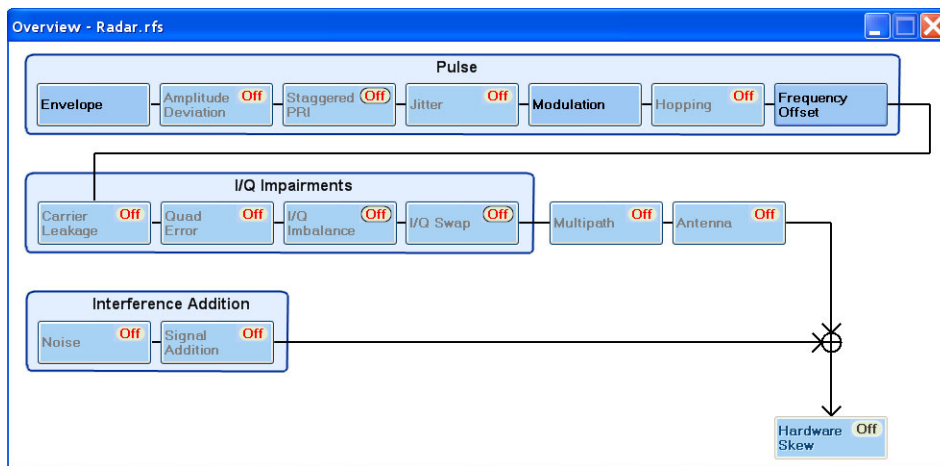 Overview - Radar.rfs
Pulse
Envelope
Amplitude Deviation Off
Staggered PRI Off
Jitter Off
Modulation
Hopping Off
Frequency Offset
I/Q Impairments
Carrier Leakage Off
Quad Error Off
I/Q Imbalance Off
I/Q Swap Off
Multipath Off
Antenna Off
Interference Addition
Noise Off
Signal Addition Off
Hardware Skew Off